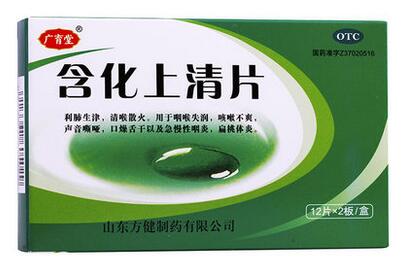 广育堂
OTC
国药准字Z37020516
含化上清片
利肺生津，清喉散火。用于咽喉失润，咳嗽不爽，
声音嘶哑，口燥舌干以及急慢性咽炎，扁桃体炎。
12片×2板/盒
山东方健制药有限公司